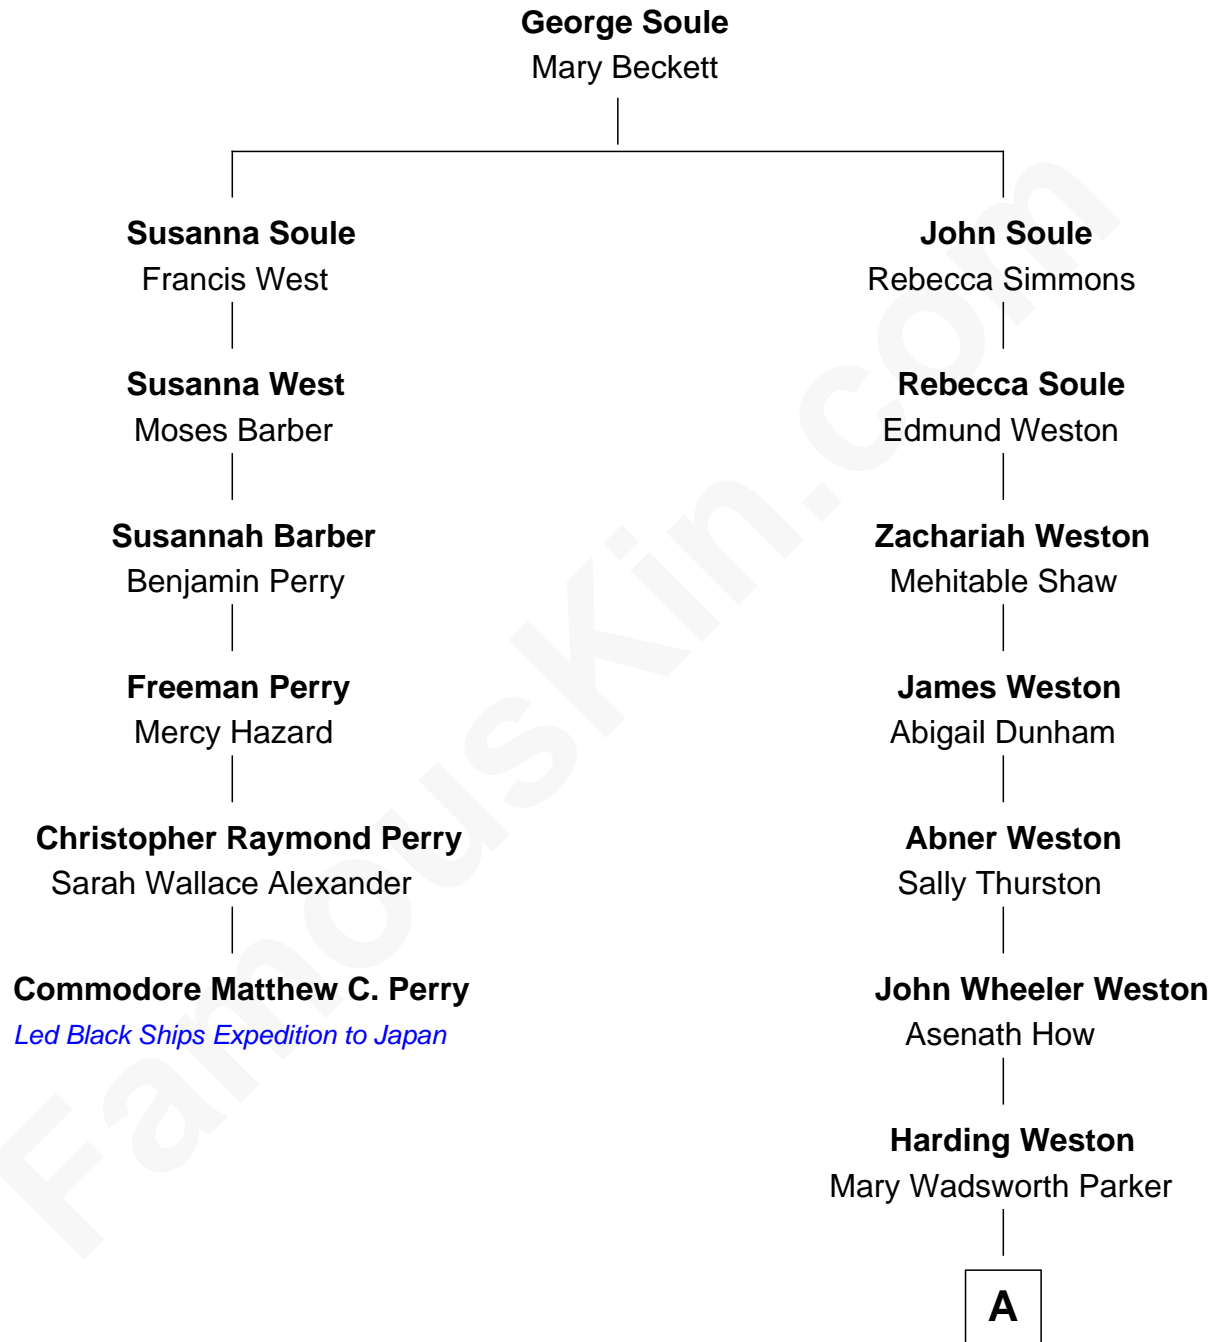 George Soule
Mary Beckett
Susanna Soule
Francis West
Susanna West
Moses Barber
Susannah Barber
Benjamin Perry
Freeman Perry
Mercy Hazard
Christopher Raymond Perry
Sarah Wallace Alexander
Commodore Matthew C. Perry
Led Black Ships Expedition to Japan
John Soule
Rebecca Simmons
Rebecca Soule
Edmund Weston
Zachariah Weston
Mehitable Shaw
James Weston
Abigail Dunham
Abner Weston
Sally Thurston
John Wheeler Weston
Asenath How
Harding Weston
Mary Wadsworth Parker
A
FamousKin.com